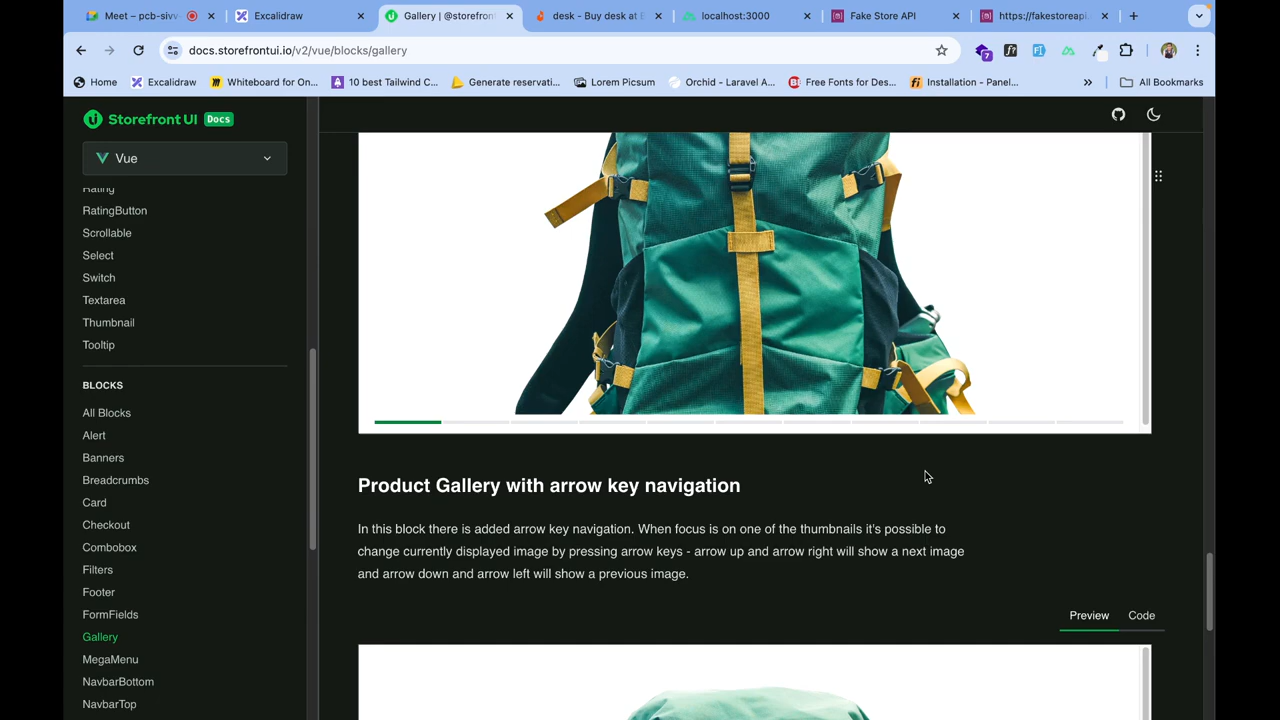 Meet – pcb-sivv-
Excalidraw
Gallery | @storefront
desk - Buy desk at B
localhost:3000
Fake Store API
https://fakestoreapi.
docs.storefrontui.io/v2/vue/blocks/gallery
7
Home
Excalidraw
Whiteboard for On...
10 best Tailwind C...
Generate reservati...
Lorem Picsum
Orchid - Laravel A...
Free Fonts for Des...
Installation - Panel...
»
All Bookmarks
Storefront UI Docs
Vue
Rating
RatingButton
Scrollable
Select
Switch
Textarea
Thumbnail
Tooltip
BLOCKS
All Blocks
Alert
Banners
Breadcrumbs
Card
Checkout
Combobox
Filters
Footer
FormFields
Gallery
MegaMenu
NavbarBottom
NavbarTop
Product Gallery with arrow key navigation
In this block there is added arrow key navigation. When focus is on one of the thumbnails it's possible to
change currently displayed image by pressing arrow keys - arrow up and arrow right will show a next image
and arrow down and arrow left will show a previous image.
Preview
Code